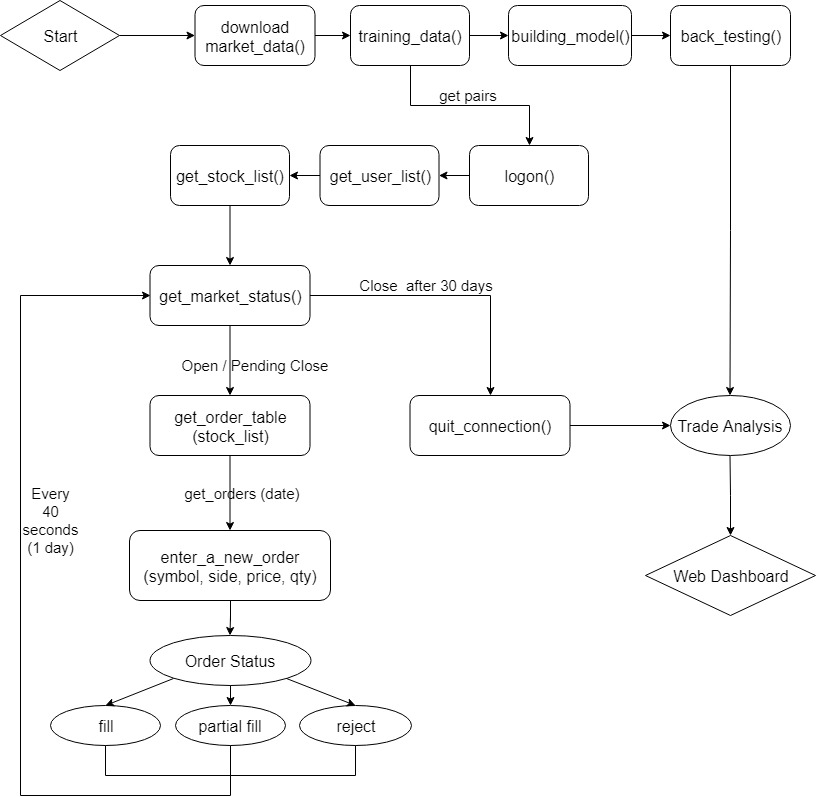 Start
download
market_data()
training_data()
building_model()
back_testing()
get pairs
get_stock_list()
get_user_list()
logon()
get_market_status()
Close  after 30 days
Open / Pending Close
get_order_table
(stock_list)
quit_connection()
Trade Analysis
Every
40
seconds
(1 day)
get_orders (date)
enter_a_new_order
(symbol, side, price, qty)
Web Dashboard
Order Status
fill
partial fill
reject